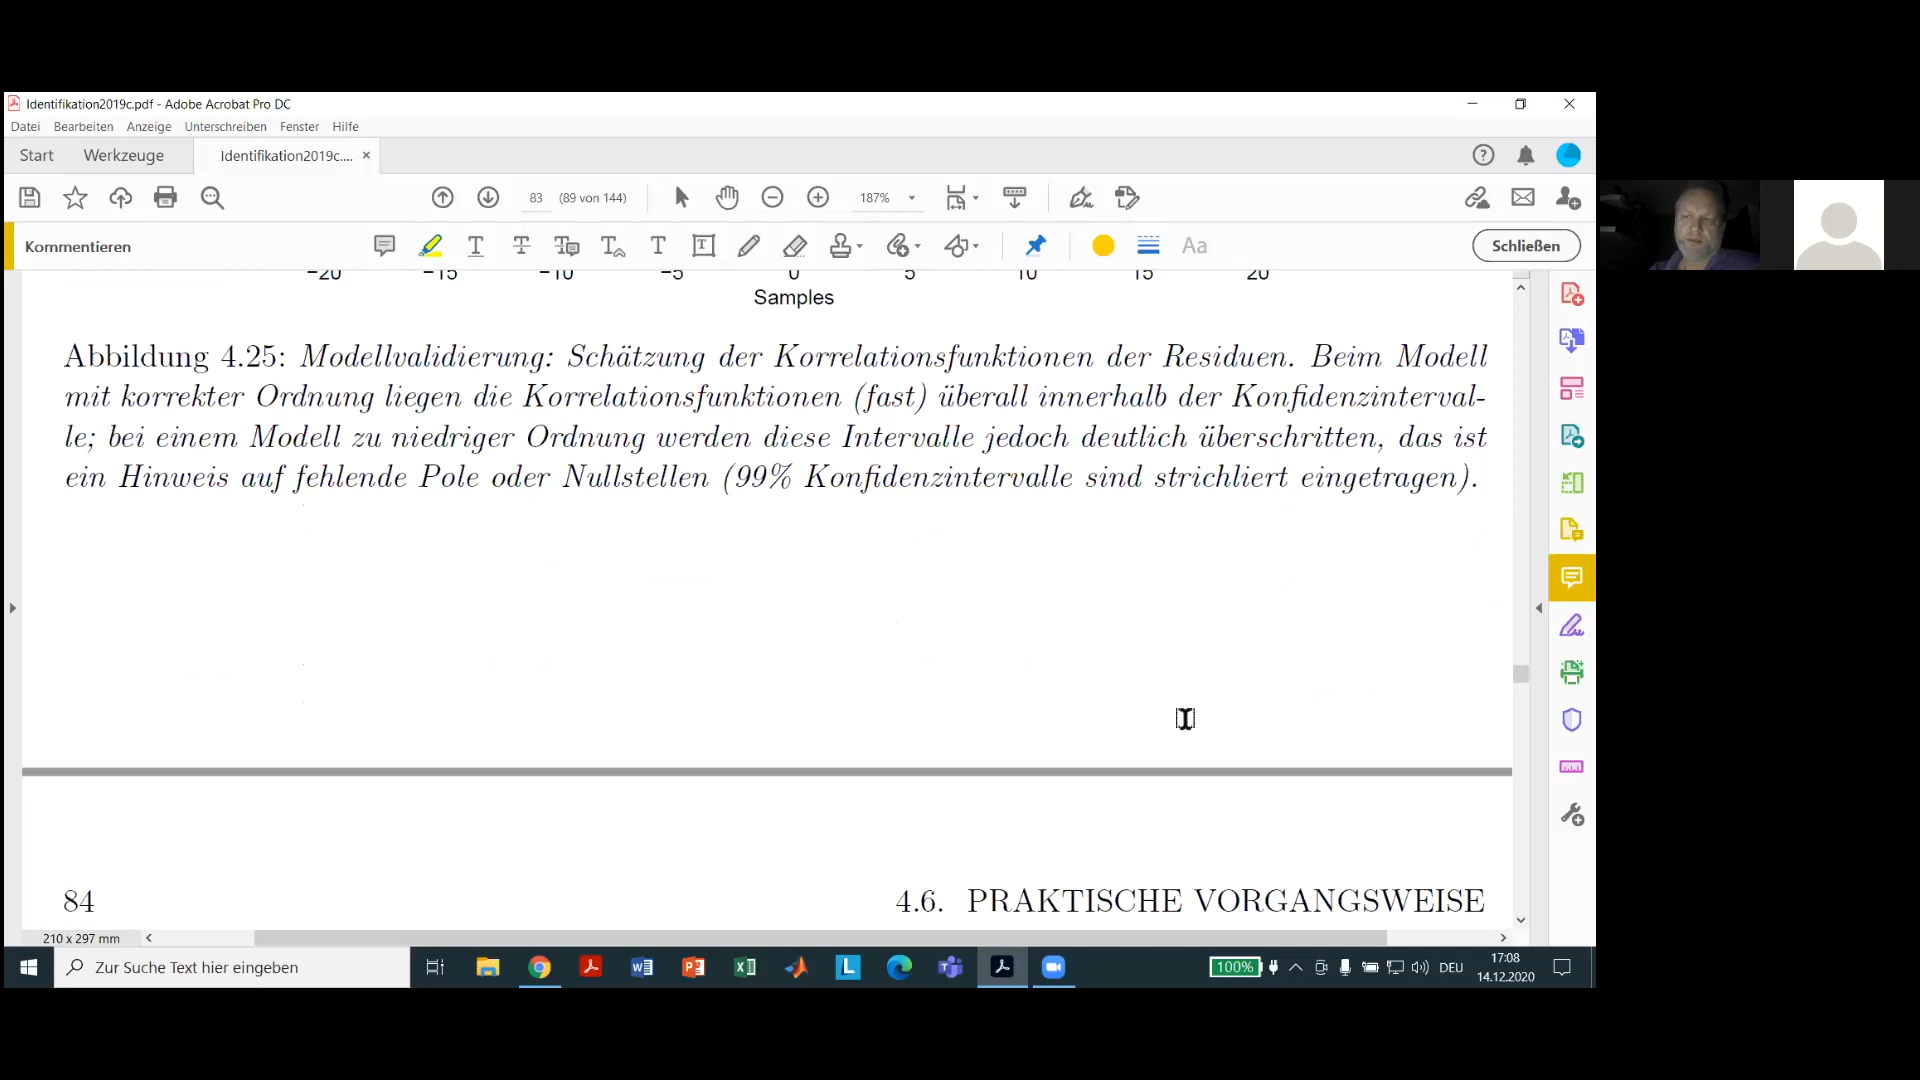 Identifikation2019c.pdf - Adobe Acrobat Pro DC
Datei Bearbeiten Anzeige Unterschreiben Fenster Hilfe
Start Werkzeuge Identifikation2019c.... ×
83 (89 von 144) 187%
Kommentieren Aa Schließen
-20 -15 -10 -5 0 5 10 15 20
Samples
Abbildung 4.25: Modellvalidierung: Schätzung der Korrelationsfunktionen der Residuen. Beim Modell
mit korrekter Ordnung liegen die Korrelationsfunktionen (fast) überall innerhalb der Konfidenzinterval-
le; bei einem Modell zu niedriger Ordnung werden diese Intervalle jedoch deutlich überschritten, das ist
ein Hinweis auf fehlende Pole oder Nullstellen (99% Konfidenzintervalle sind strichliert eingetragen).
84 4.6. PRAKTISCHE VORGANGSWEISE
210 x 297 mm
Zur Suche Text hier eingeben
100% DEU 17:08
14.12.2020